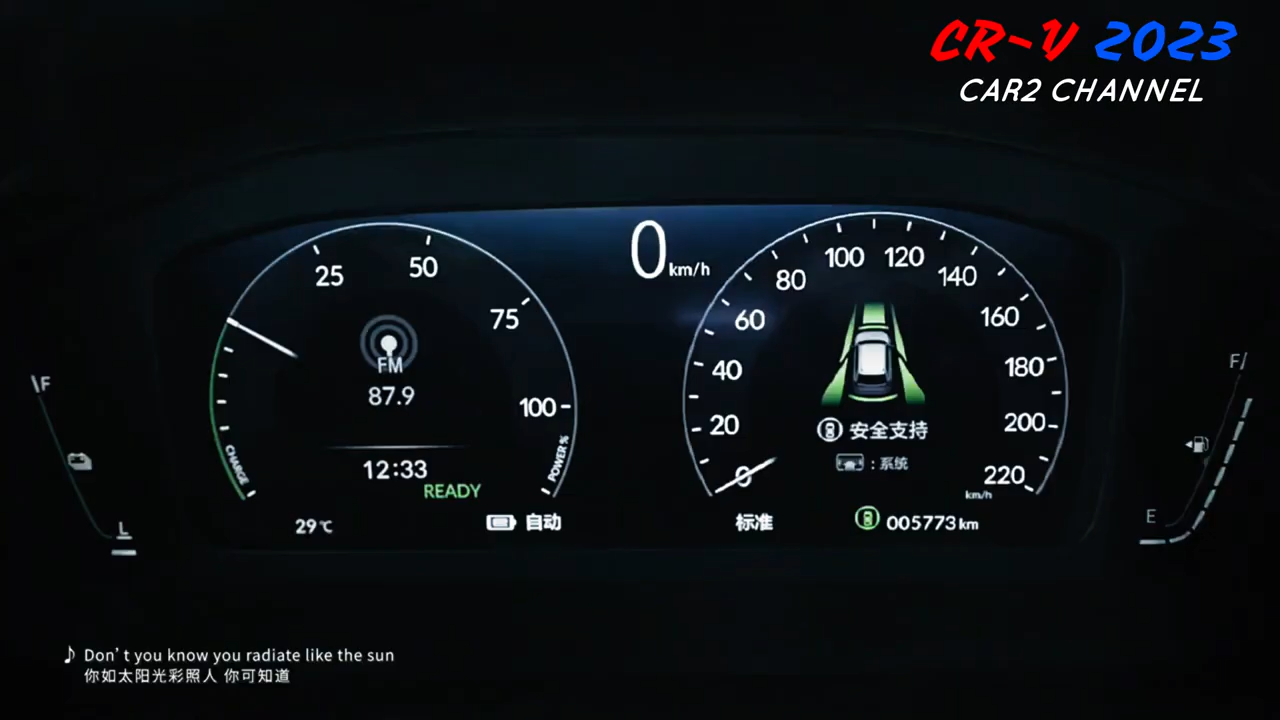 CR-V 2023
CAR2 CHANNEL
0 km/h
25
50
75
100
CHARGE
POWER %
FM
87.9
12:33
READY
29℃
自动
0
20
40
60
80
100
120
140
160
180
200
220
km/h
安全支持
: 系统
标准
005773 km
F
L
F/
E
♪ Don't you know you radiate like the sun
你如太阳光彩照人 你可知道